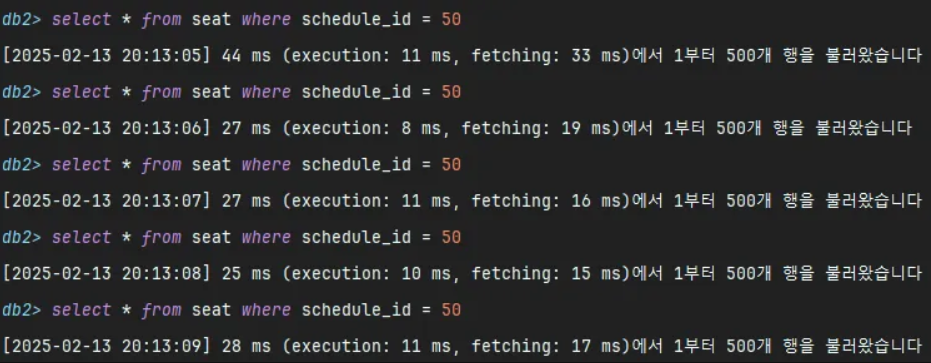 db2> select * from seat where schedule_id = 50
[2025-02-13 20:13:05] 44 ms (execution: 11 ms, fetching: 33 ms)에서 1부터 500개 행을 불러왔습니다
db2> select * from seat where schedule_id = 50
[2025-02-13 20:13:06] 27 ms (execution: 8 ms, fetching: 19 ms)에서 1부터 500개 행을 불러왔습니다
db2> select * from seat where schedule_id = 50
[2025-02-13 20:13:07] 27 ms (execution: 11 ms, fetching: 16 ms)에서 1부터 500개 행을 불러왔습니다
db2> select * from seat where schedule_id = 50
[2025-02-13 20:13:08] 25 ms (execution: 10 ms, fetching: 15 ms)에서 1부터 500개 행을 불러왔습니다
db2> select * from seat where schedule_id = 50
[2025-02-13 20:13:09] 28 ms (execution: 11 ms, fetching: 17 ms)에서 1부터 500개 행을 불러왔습니다